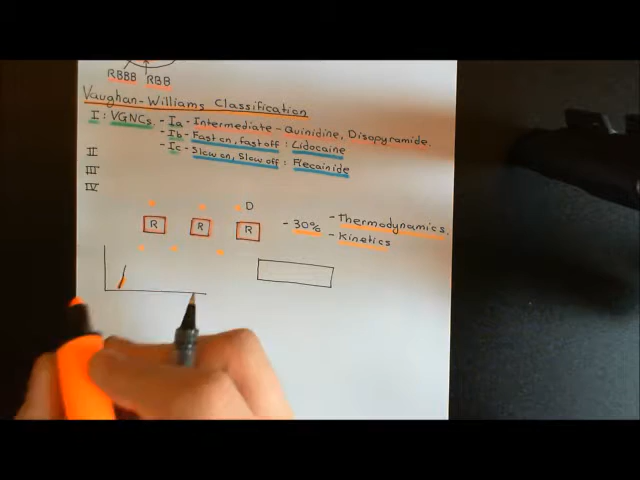 RBBB RBB
Vaughan-Williams Classification
I : VGNCs - Ia - Intermediate - Quinidine, Disopyramide.
- Ib - Fast on, fast off : Lidocaine
- Ic - Slow on, Slow off : Flecainide
II
III
IV
D
R R R - 30% - Thermodynamics.
- Kinetics